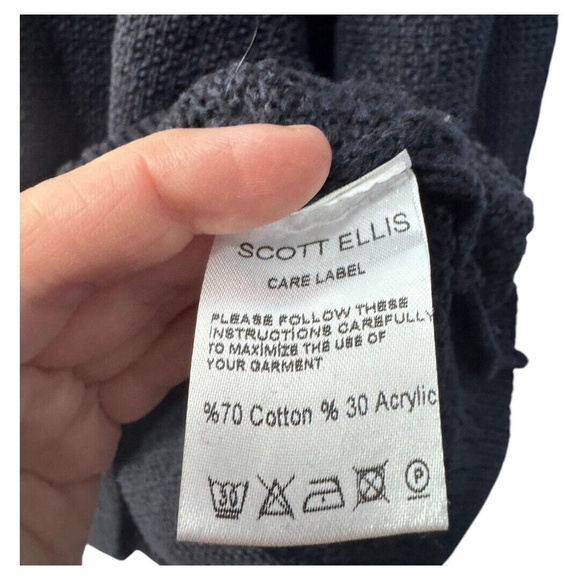 SCOTT ELLIS
CARE LABEL
PLEASE FOLLOW THESE
INSTRUCTIONS CAREFULLY
TO MAXIMIZE THE USE OF
YOUR GARMENT
%70 Cotton % 30 Acrylic
30 P